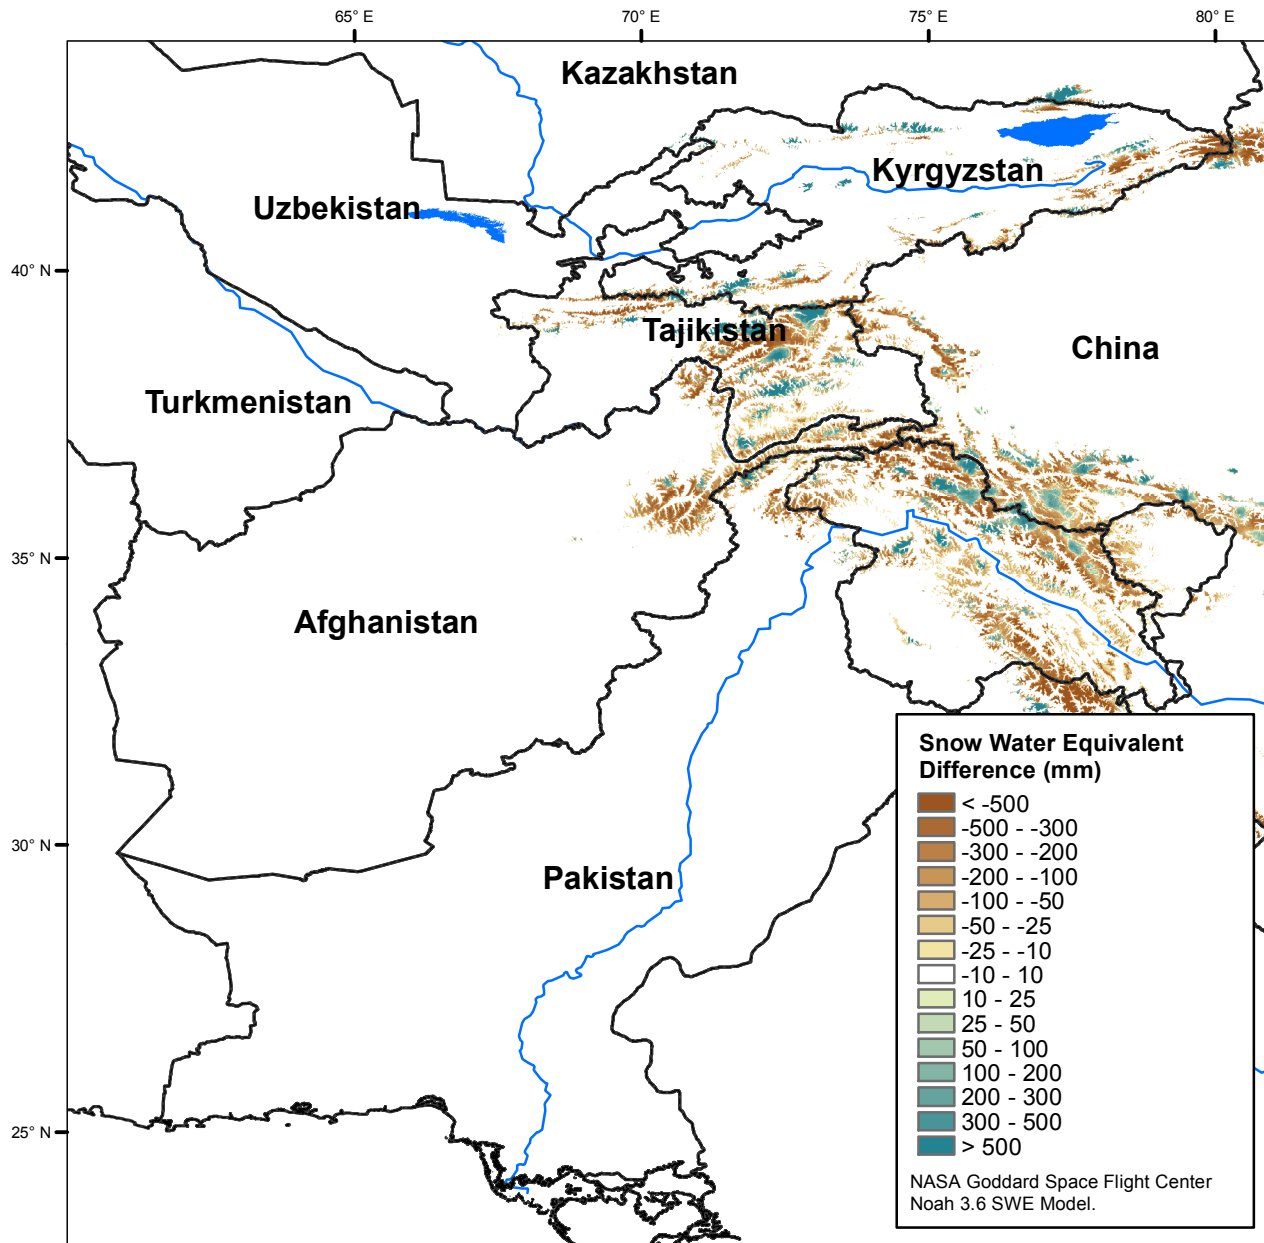 65° E
70° E
75° E
80° E
Kazakhstan
Kyrgyzstan
Uzbekistan
40° N
Tajikistan
China
Turkmenistan
35° N
Afghanistan
30° N
Pakistan
25° N
Snow Water Equivalent
Difference (mm)
< -500
-500 - -300
-300 - -200
-200 - -100
-100 - -50
-50 - -25
-25 - -10
-10 - 10
10 - 25
25 - 50
50 - 100
100 - 200
200 - 300
300 - 500
> 500
NASA Goddard Space Flight Center
Noah 3.6 SWE Model.